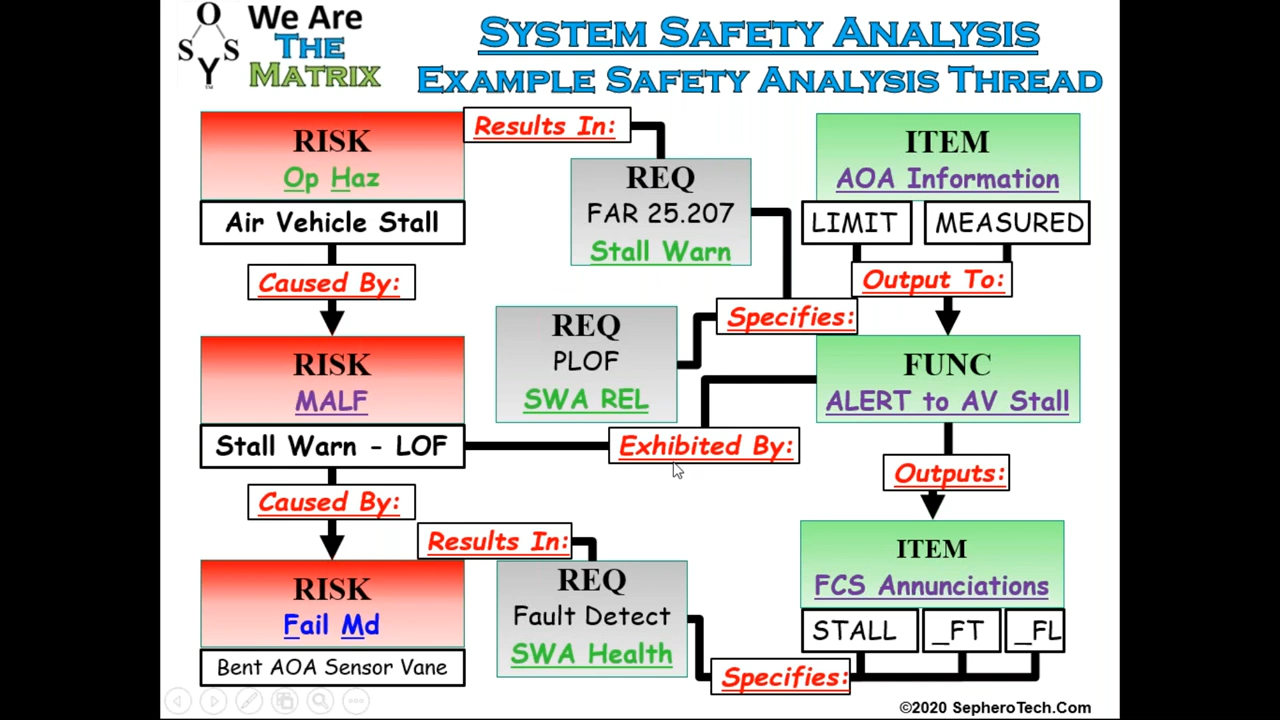 SOSY
™
We Are
THE
MATRIX
SYSTEM SAFETY ANALYSIS
EXAMPLE SAFETY ANALYSIS THREAD
RISK
Op Haz
Air Vehicle Stall
Caused By:
RISK
MALF
Stall Warn - LOF
Caused By:
RISK
Fail Md
Bent AOA Sensor Vane
Results In:
REQ
FAR 25.207
Stall Warn
Specifies:
REQ
PLOF
SWA REL
Exhibited By:
Results In:
REQ
Fault Detect
SWA Health
Specifies:
ITEM
AOA Information
LIMIT
MEASURED
Output To:
FUNC
ALERT to AV Stall
Outputs:
ITEM
FCS Annunciations
STALL
_FT
_FL
©2020 SepheroTech.Com